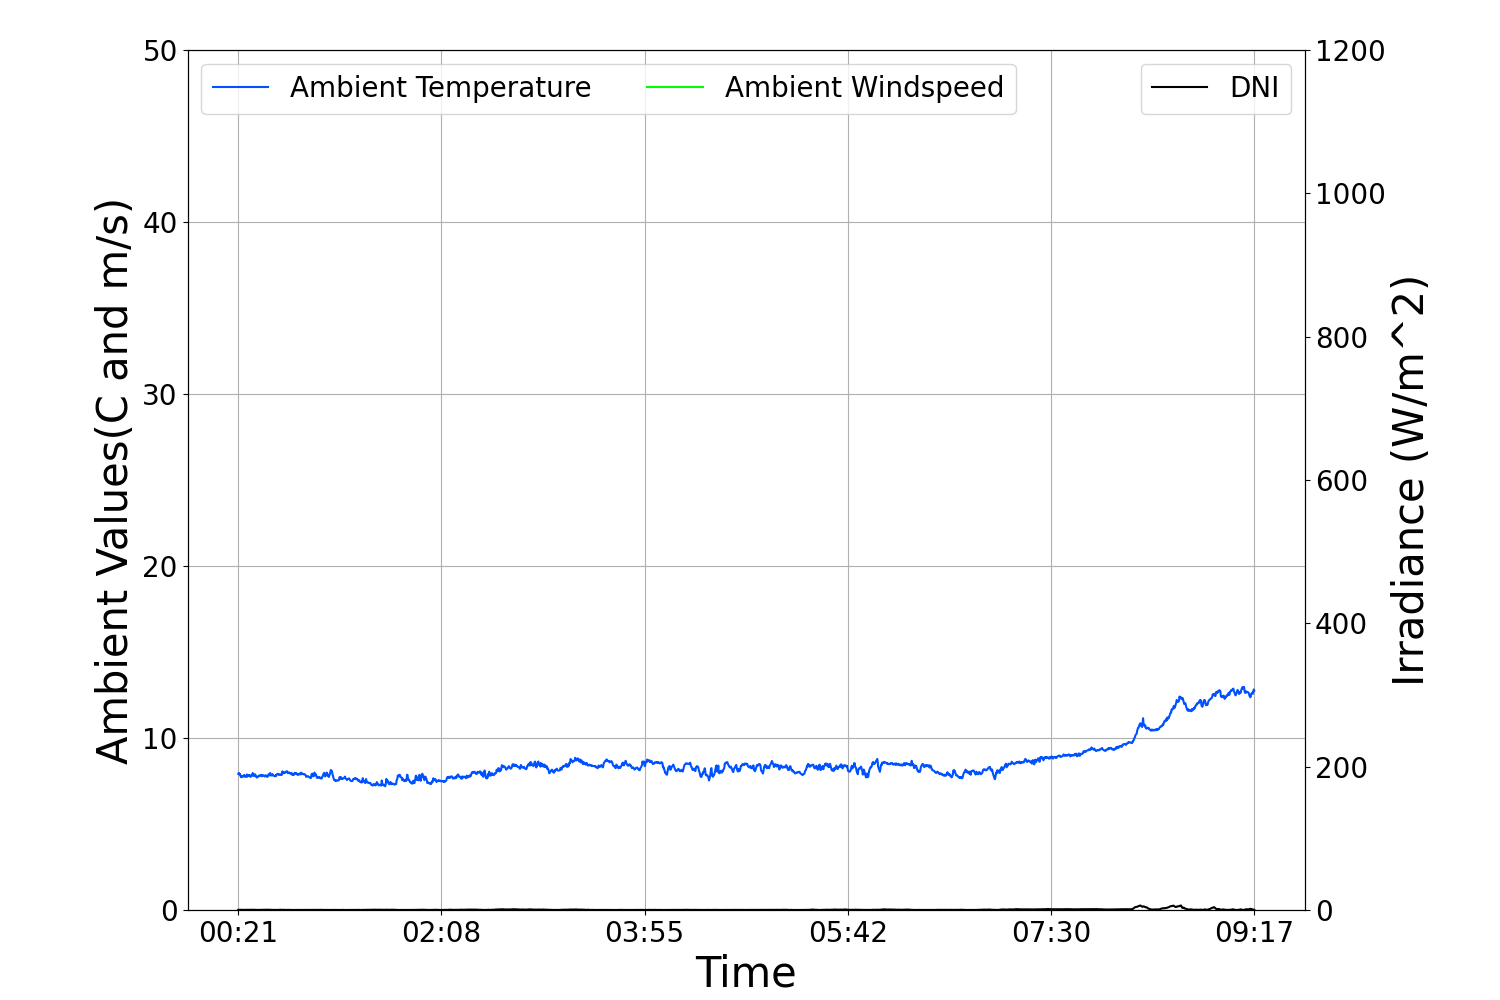 Ambient Temperature Ambient Windspeed DNI
50
40
30
20
10
0
Ambient Values(C and m/s)
1200
1000
800
600
400
200
0
Irradiance (W/m^2)
00:21 02:08 03:55 05:42 07:30 09:17
Time